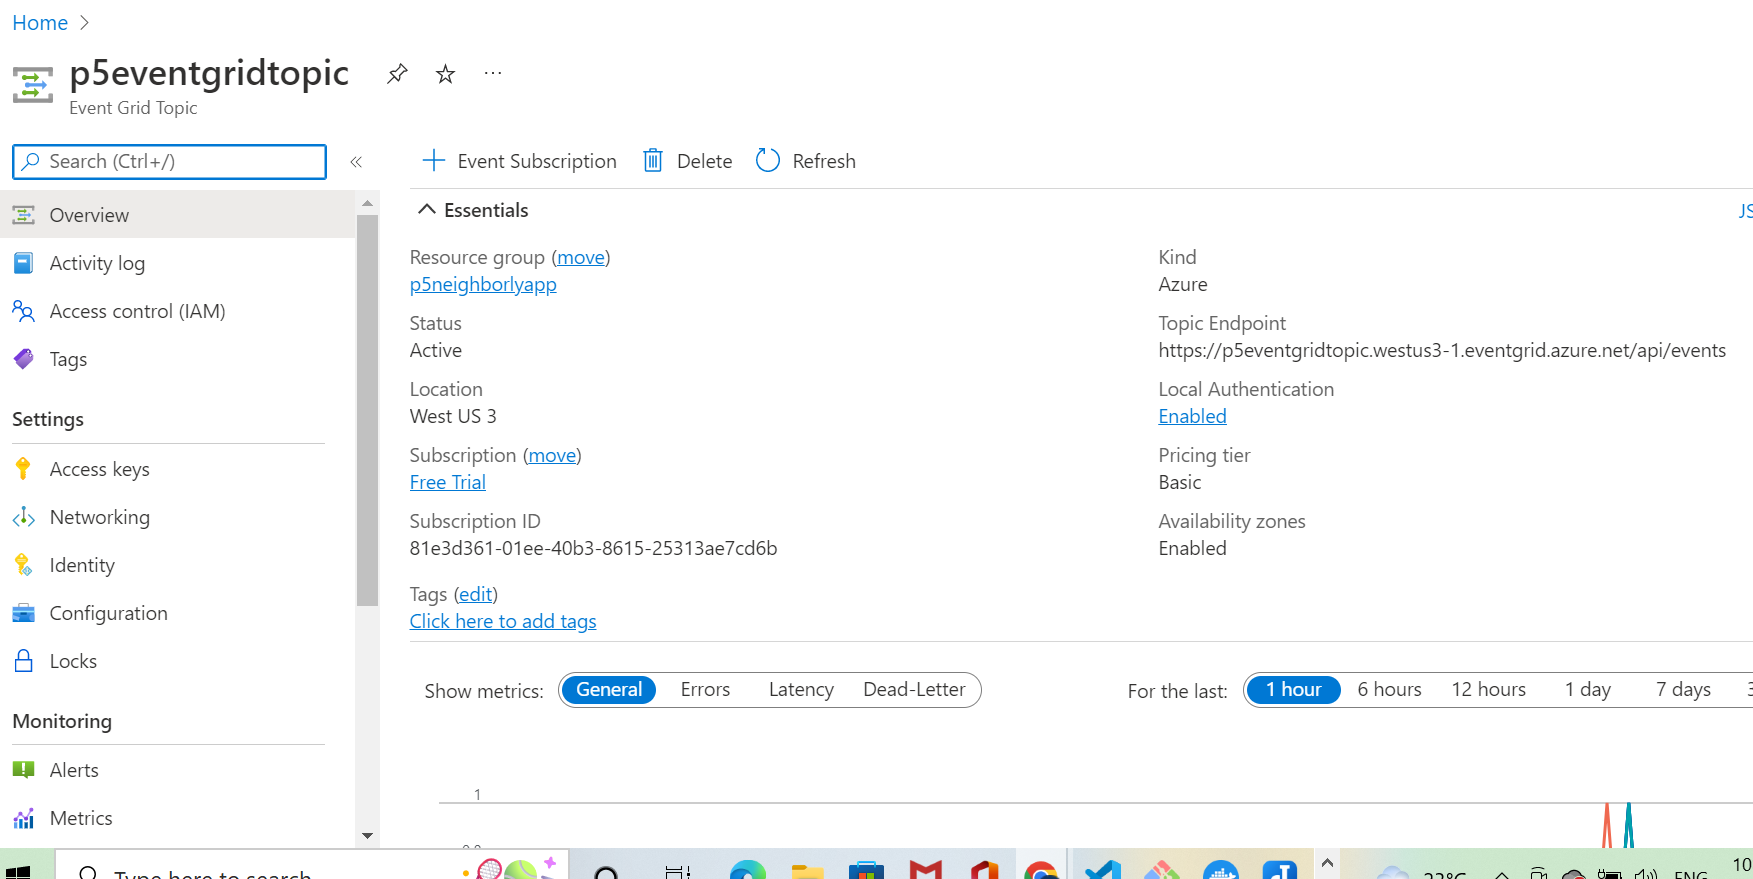 Home
p5eventgridtopic
Event Grid Topic
Search (Ctrl+/)
Overview
Activity log
Access control (IAM)
Tags
Settings
Access keys
Networking
Identity
Configuration
Locks
Monitoring
Alerts
Metrics
Event Subscription Delete Refresh
Essentials
JS
Resource group (move)
p5neighborlyapp
Status
Active
Location
West US 3
Subscription (move)
Free Trial
Subscription ID
81e3d361-01ee-40b3-8615-25313ae7cd6b
Tags (edit)
Click here to add tags
Kind
Azure
Topic Endpoint
https://p5eventgridtopic.westus3-1.eventgrid.azure.net/api/events
Local Authentication
Enabled
Pricing tier
Basic
Availability zones
Enabled
Show metrics: General Errors Latency Dead-Letter
For the last: 1 hour 6 hours 12 hours 1 day 7 days 3
1
Type here to search
23°C
ENG
10